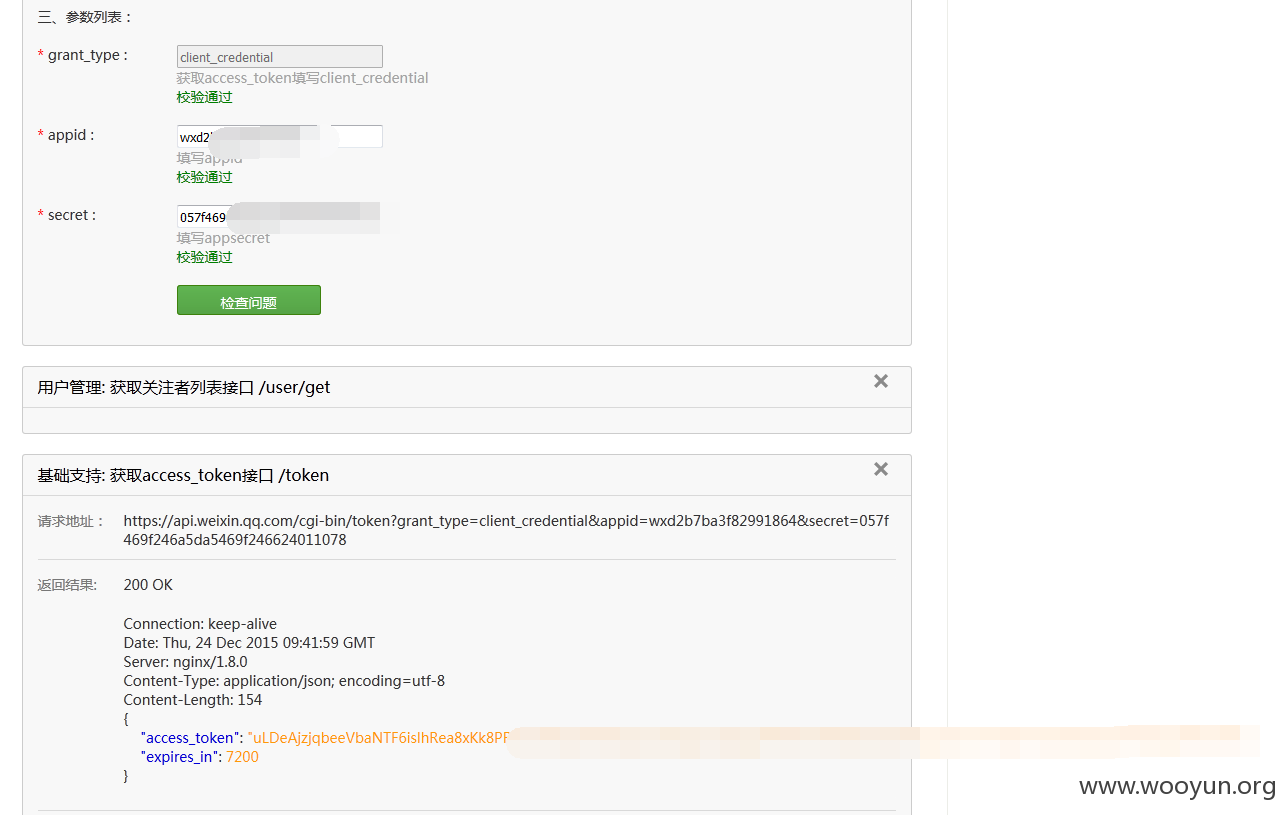 三、参数列表：
* grant_type :
client_credential
获取access_token填写client_credential
校验通过
* appid :
wxd2
填写appid
校验通过
* secret :
057f469
填写appsecret
校验通过
检查问题
用户管理: 获取关注者列表接口 /user/get
基础支持: 获取access_token接口 /token
请求地址： https://api.weixin.qq.com/cgi-bin/token?grant_type=client_credential&appid=wxd2b7ba3f82991864&secret=057f
469f246a5da5469f246624011078
返回结果: 200 OK
Connection: keep-alive
Date: Thu, 24 Dec 2015 09:41:59 GMT
Server: nginx/1.8.0
Content-Type: application/json; encoding=utf-8
Content-Length: 154
{
"access_token": "uLDeAjzjqbeeVbaNTF6isIhRea8xKk8P
"expires_in": 7200
}
www.wooyun.org